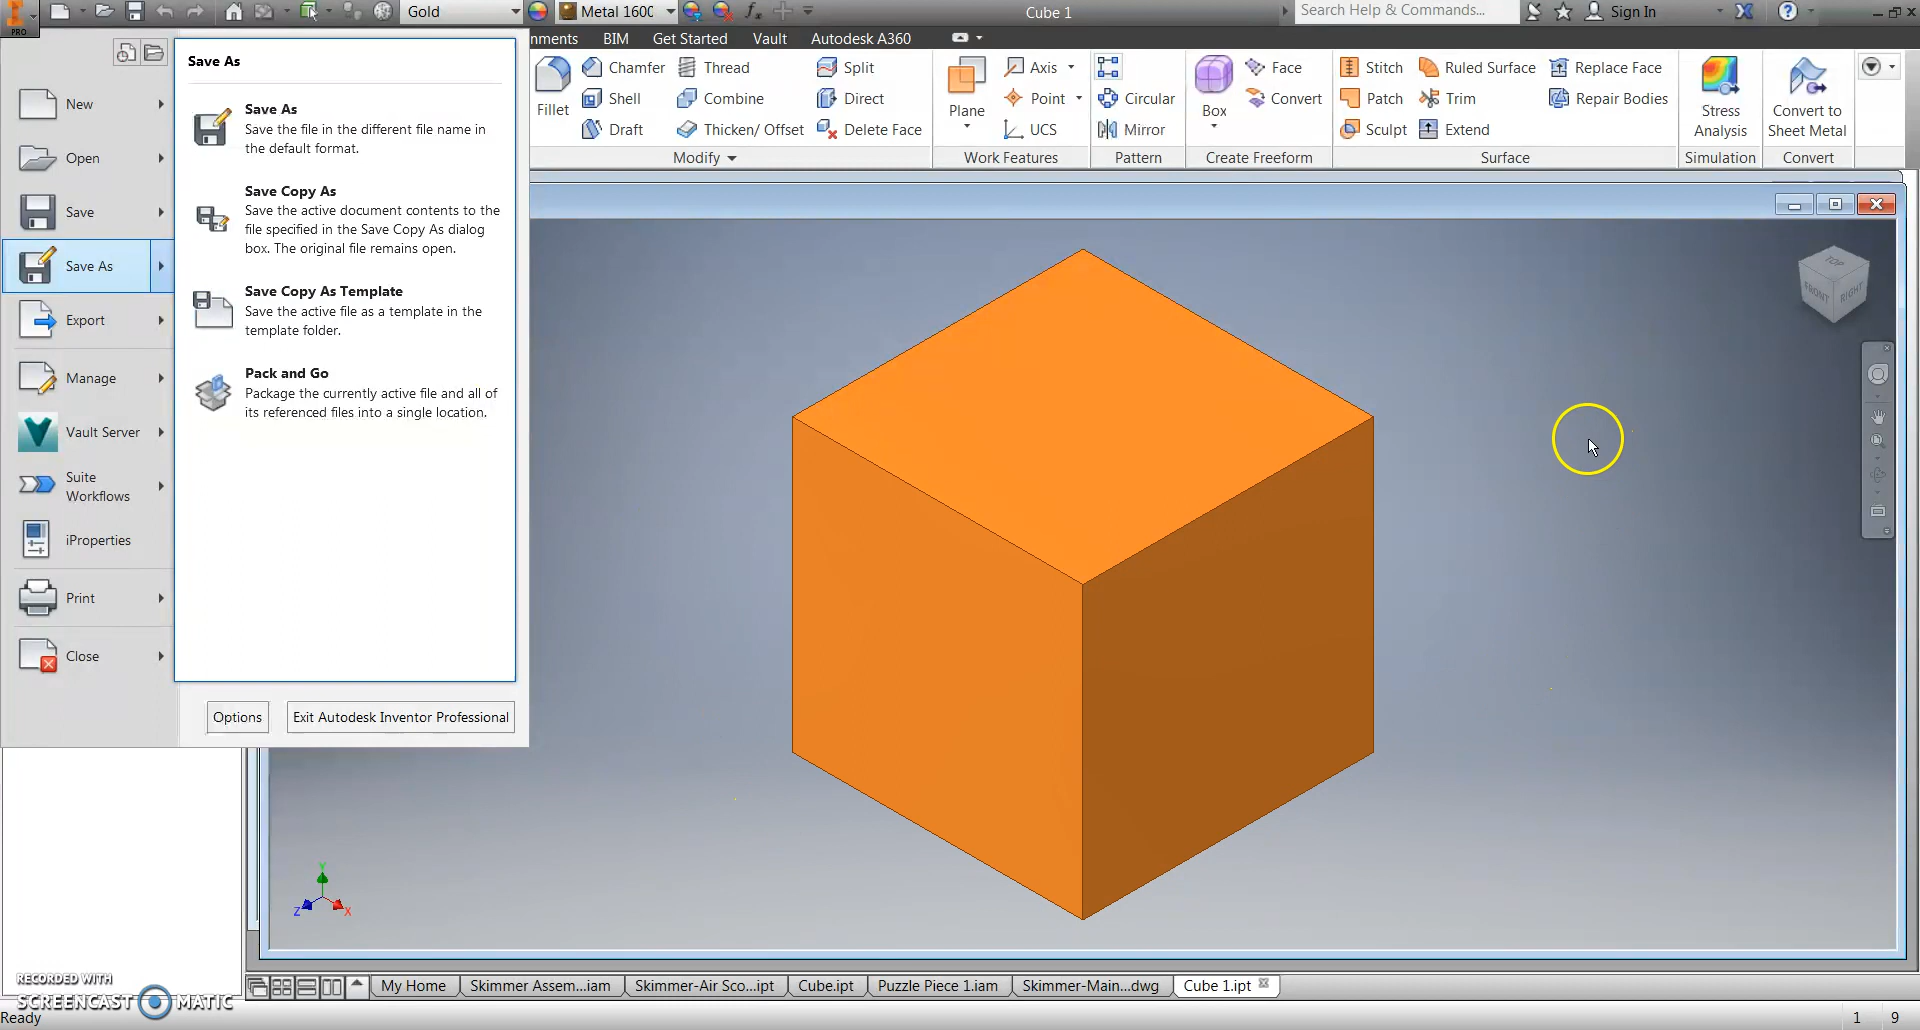 PRO
Gold
Metal 1600
Cube 1
Search Help & Commands...
Sign In
nments
BIM
Get Started
Vault
Autodesk A360
Fillet
Chamfer
Shell
Draft
Thread
Combine
Thicken/ Offset
Split
Direct
Delete Face
Modify
Plane
Axis
Point
UCS
Work Features
Circular
Mirror
Pattern
Box
Face
Convert
Create Freeform
Stitch
Patch
Sculpt
Ruled Surface
Trim
Extend
Replace Face
Repair Bodies
Surface
Stress
Analysis
Simulation
Convert to
Sheet Metal
Convert
New
Open
Save
Save As
Export
Manage
Vault Server
Suite
Workflows
iProperties
Print
Close
Save As
Save As
Save the file in the different file name in
the default format.
Save Copy As
Save the active document contents to the
file specified in the Save Copy As dialog
box. The original file remains open.
Save Copy As Template
Save the active file as a template in the
template folder.
Pack and Go
Package the currently active file and all of
its referenced files into a single location.
Options
Exit Autodesk Inventor Professional
TOP
FRONT
RIGHT
Y
Z
X
RECORDED WITH
SCREENCAST MATIC
My Home
Skimmer Assem...iam
Skimmer-Air Sco...ipt
Cube.ipt
Puzzle Piece 1.iam
Skimmer-Main...dwg
Cube 1.ipt
Ready
1
9